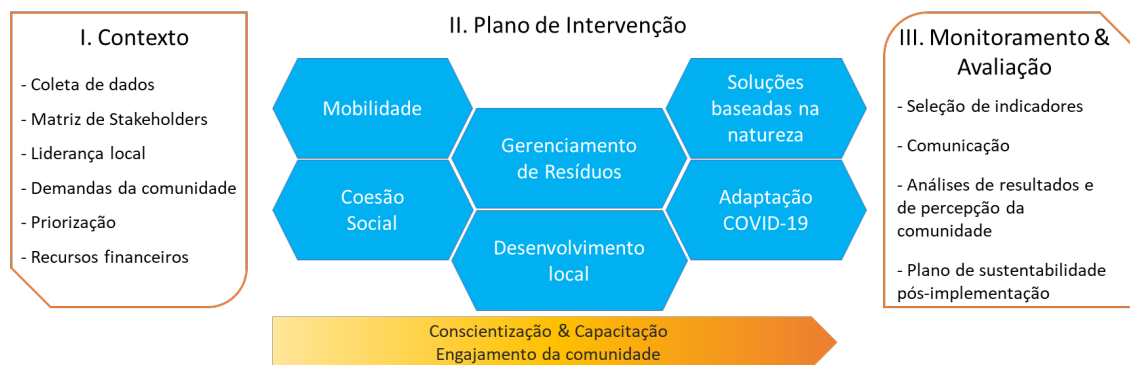 I. Contexto
- Coleta de dados
- Matriz de Stakeholders
- Liderança local
- Demandas da comunidade
- Priorização
- Recursos financeiros
II. Plano de Intervenção
Mobilidade
Coesão
Social
Gerenciamento
de Resíduos
Desenvolvimento
local
Soluções
baseadas na
natureza
Adaptação
COVID-19
Conscientização & Capacitação
Engajamento da comunidade
III. Monitoramento &
Avaliação
- Seleção de indicadores
- Comunicação
- Análises de resultados e
de percepção da
comunidade
- Plano de sustentabilidade
pós-implementação